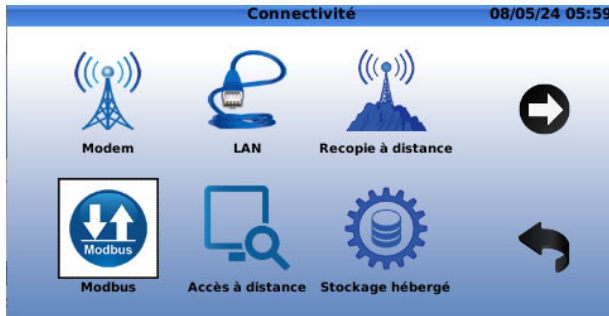 Connectivité 08/05/24 05:59
Modem LAN Recopie à distance
Modbus
Modbus Accès à distance Stockage hébergé